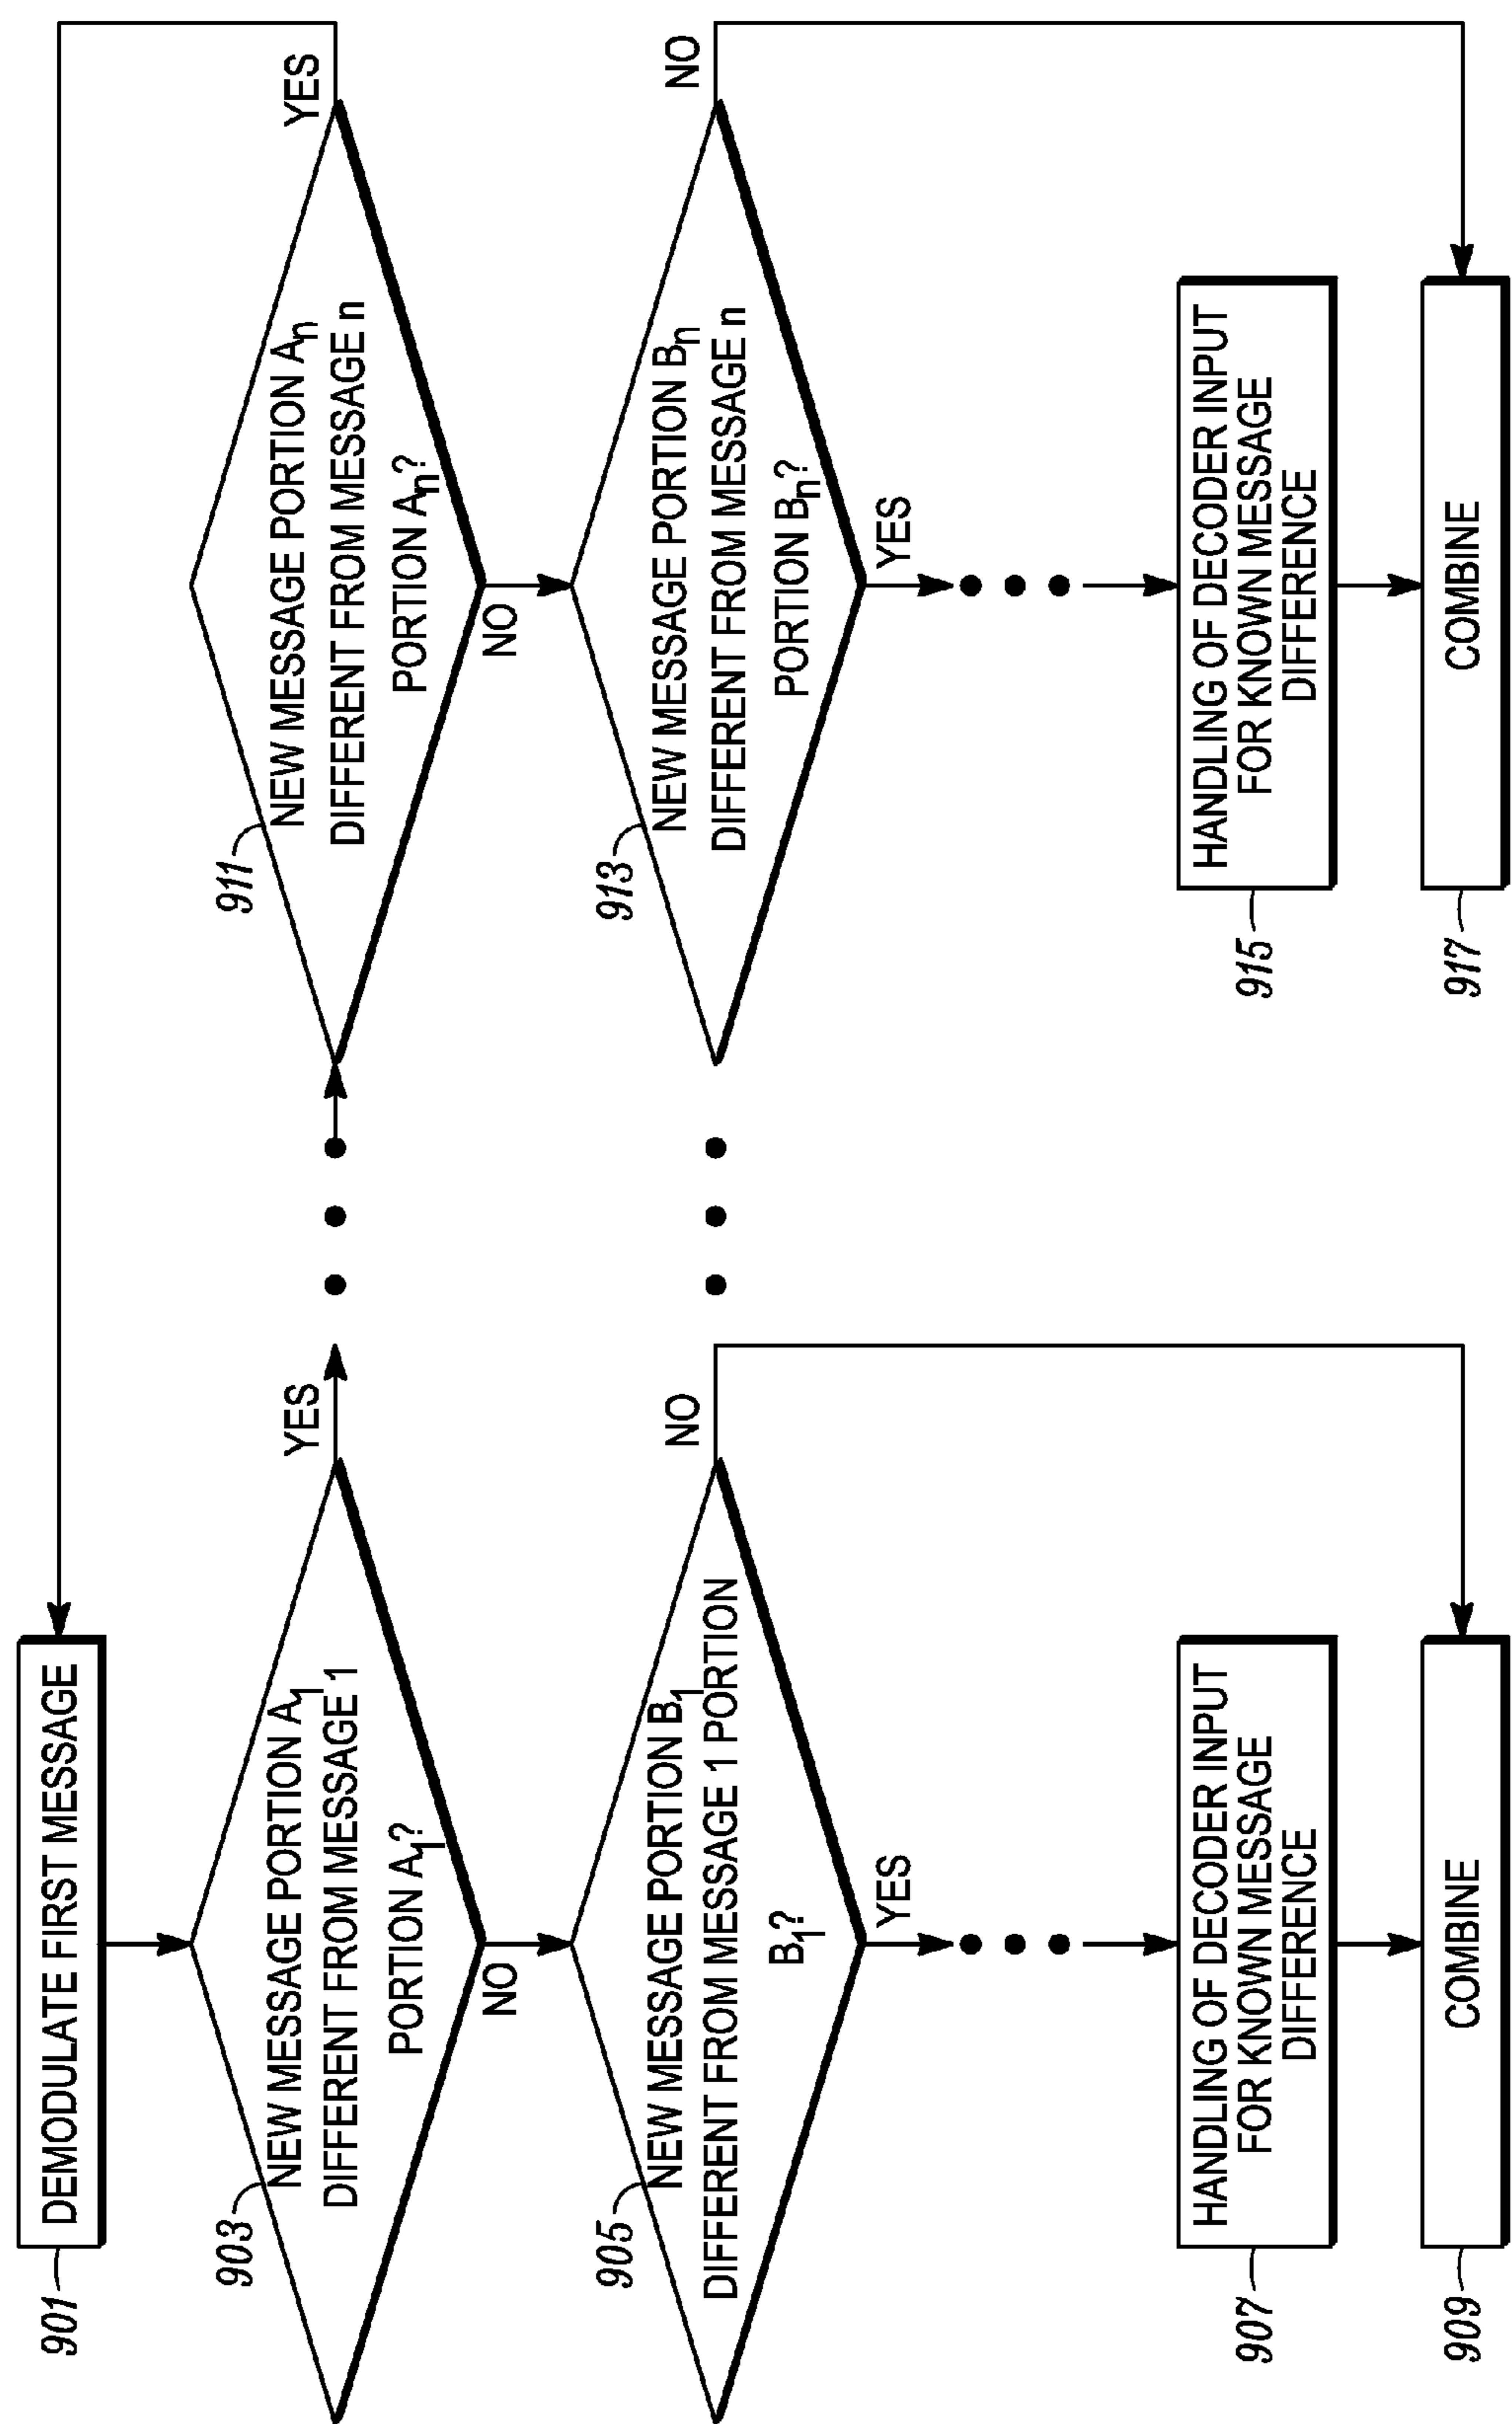 901
DEMODULATE FIRST MESSAGE
903
NEW MESSAGE PORTION A1
DIFFERENT FROM MESSAGE 1
PORTION A1?
YES
NO
905
NEW MESSAGE PORTION B1
DIFFERENT FROM MESSAGE 1 PORTION
B1?
NO
YES
907
HANDLING OF DECODER INPUT
FOR KNOWN MESSAGE
DIFFERENCE
909
COMBINE
911
NEW MESSAGE PORTION An
DIFFERENT FROM MESSAGE n
PORTION An?
YES
NO
913
NEW MESSAGE PORTION Bn
DIFFERENT FROM MESSAGE n
PORTION Bn?
NO
YES
915
HANDLING OF DECODER INPUT
FOR KNOWN MESSAGE
DIFFERENCE
917
COMBINE